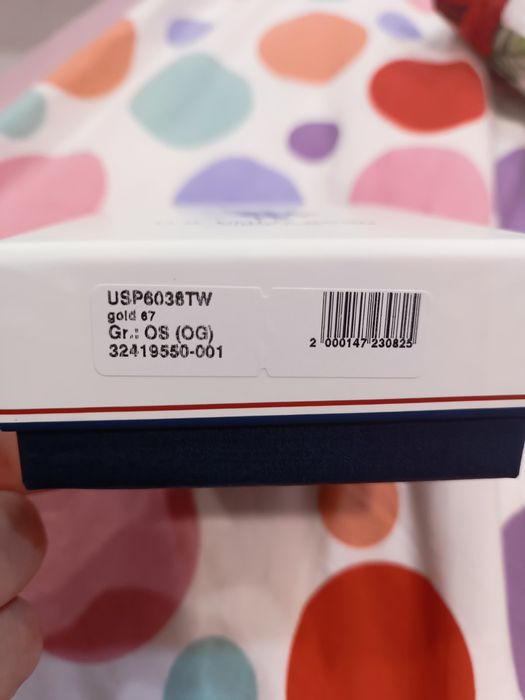 USP6038TW
gold 67
Gr.: OS (OG)
32419550-001
2 000147 230825